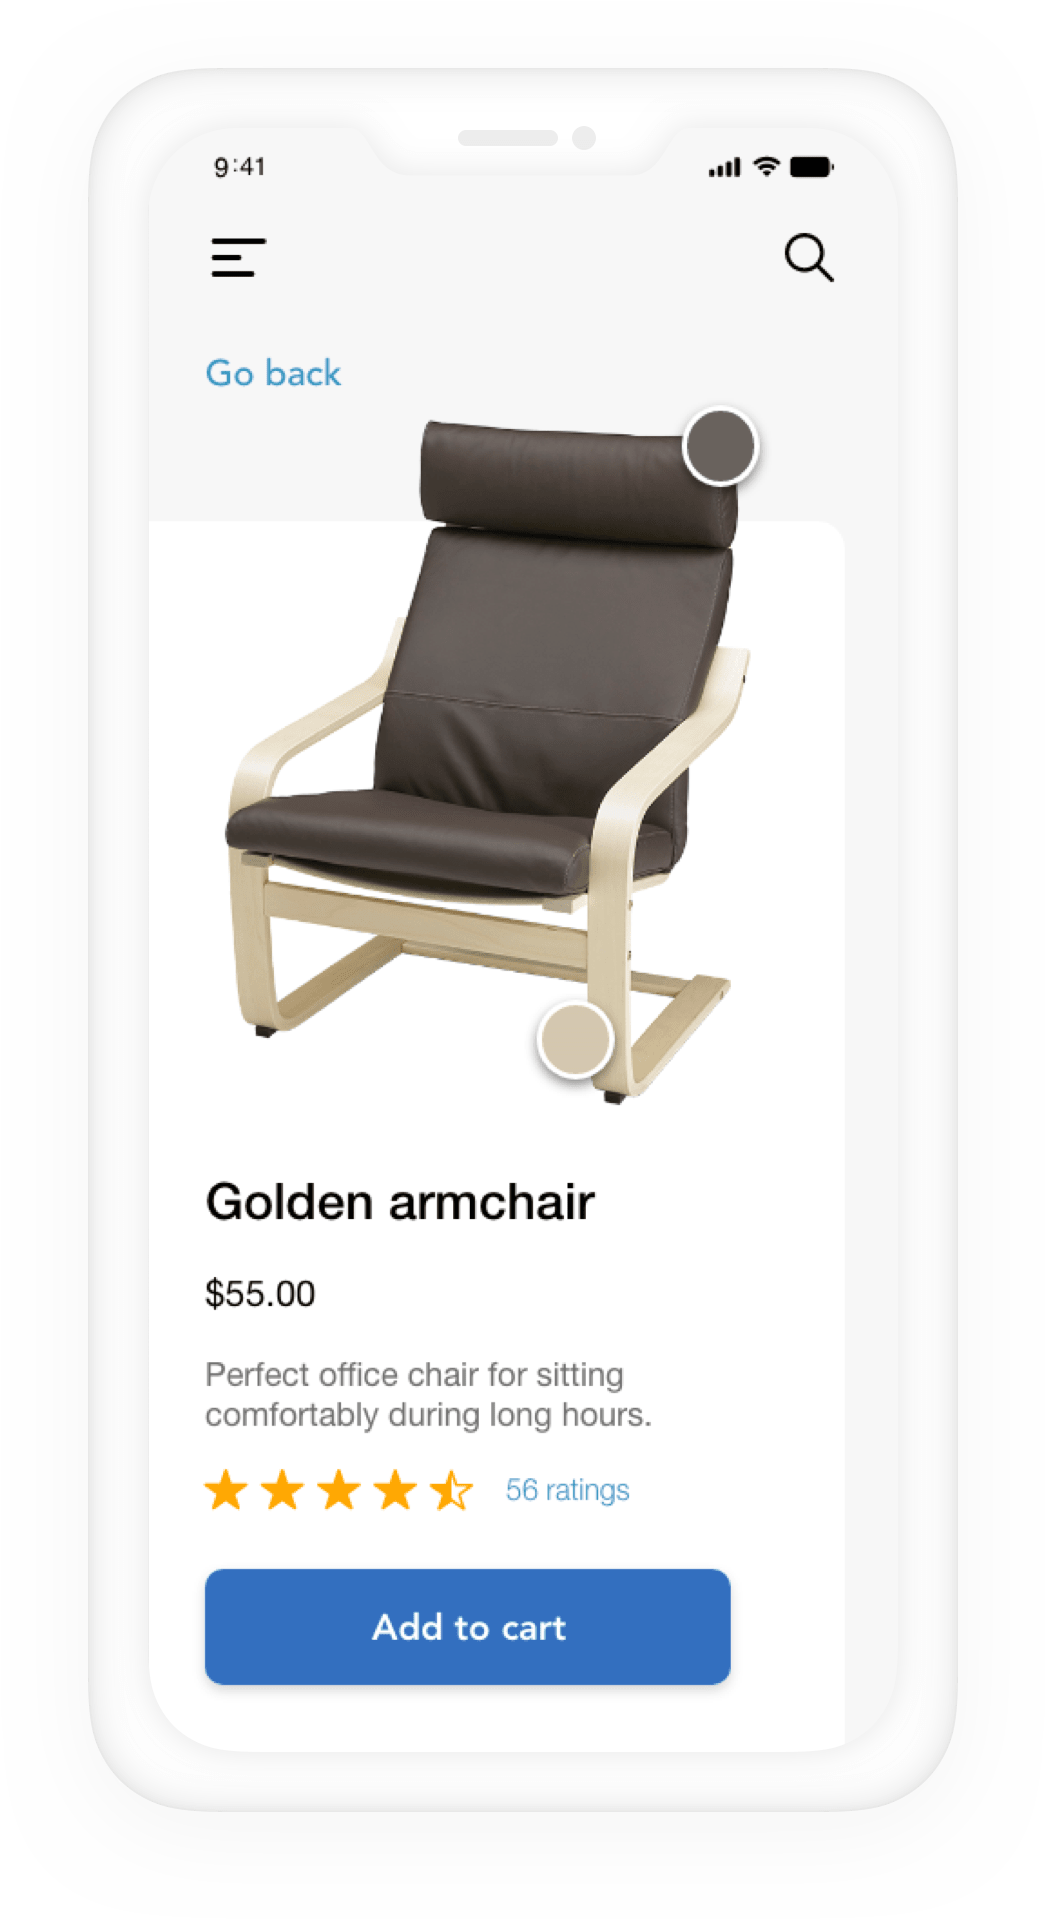 9:41
Go back
Golden armchair
$55.00
Perfect office chair for sitting
comfortably during long hours.
56 ratings
Add to cart